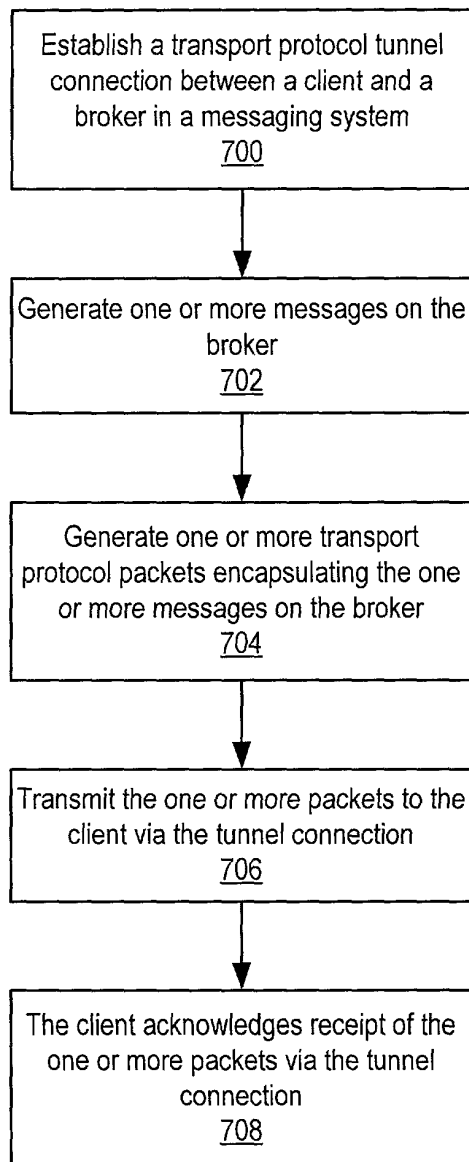 Establish a transport protocol tunnel
connection between a client and a
broker in a messaging system
700
Generate one or more messages on the
broker
702
Generate one or more transport
protocol packets encapsulating the one
or more messages on the broker
704
Transmit the one or more packets to the
client via the tunnel connection
706
The client acknowledges receipt of the
one or more packets via the tunnel
connection
708